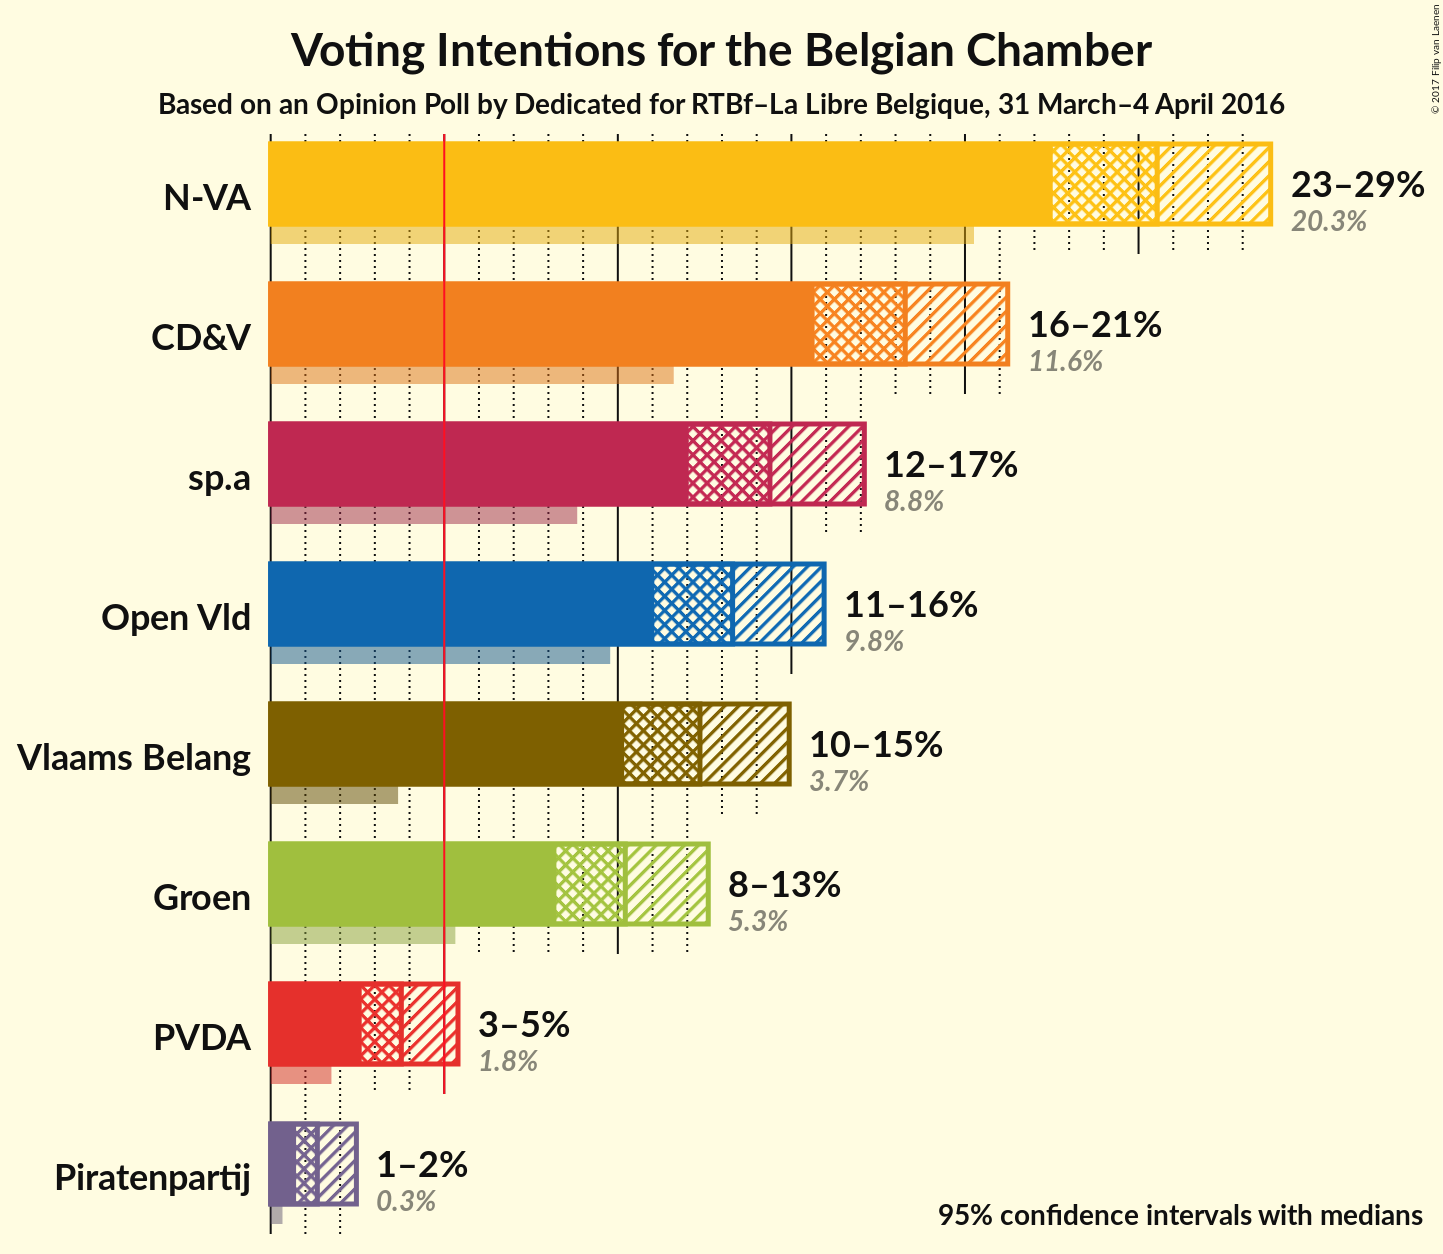 Voting Intentions for the Belgian Chamber
Based on an Opinion Poll by Dedicated for RTBf–La Libre Belgique, 31 March–4 April 2016
© 2017 Filip van Laenen
N-VA
23–29%
20.3%
CD&V
16–21%
11.6%
sp.a
12–17%
8.8%
Open Vld
11–16%
9.8%
Vlaams Belang
10–15%
3.7%
Groen
8–13%
5.3%
PVDA
3–5%
1.8%
Piratenpartij
1–2%
0.3%
95% confidence intervals with medians